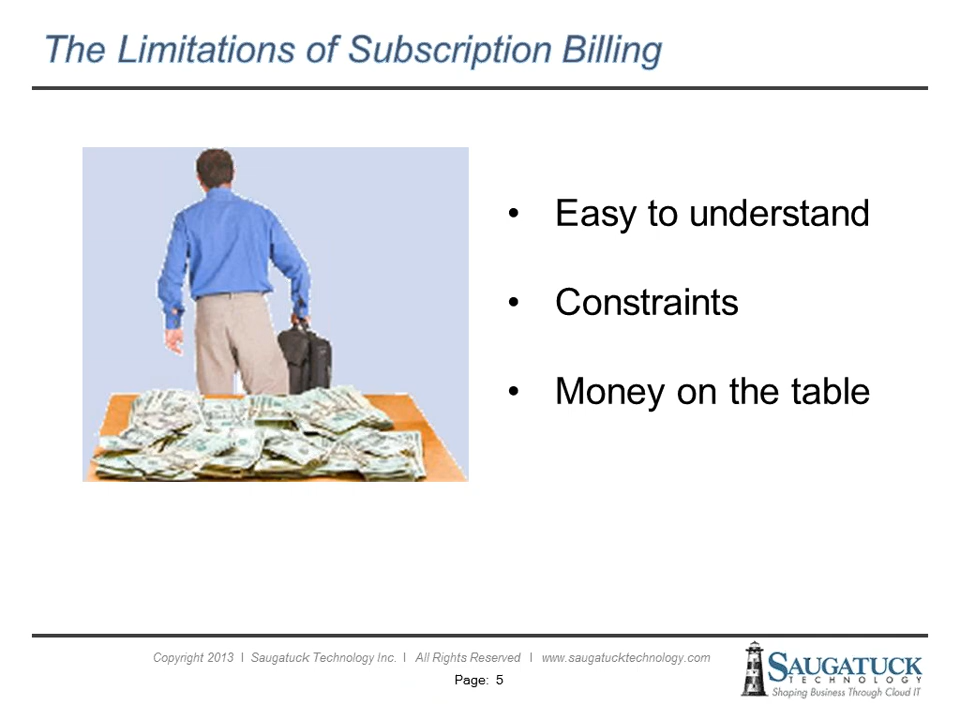 The Limitations of Subscription Billing
• Easy to understand
• Constraints
• Money on the table
Copyright 2013 I Saugatuck Technology Inc. I All Rights Reserved I www.saugatucktechnology.com
Page: 5
SAUGATUCK
TECHNOLOGY
Shaping Business Through Cloud IT